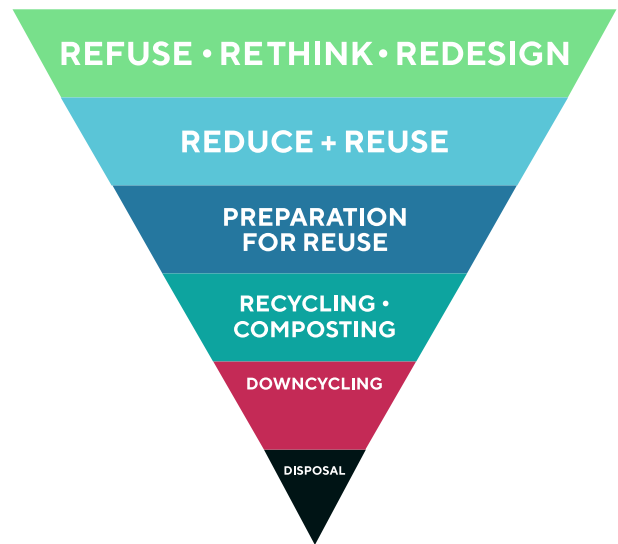 REFUSE • RETHINK • REDESIGN
REDUCE + REUSE
PREPARATION
FOR REUSE
RECYCLING •
COMPOSTING
DOWNCYCLING
DISPOSAL